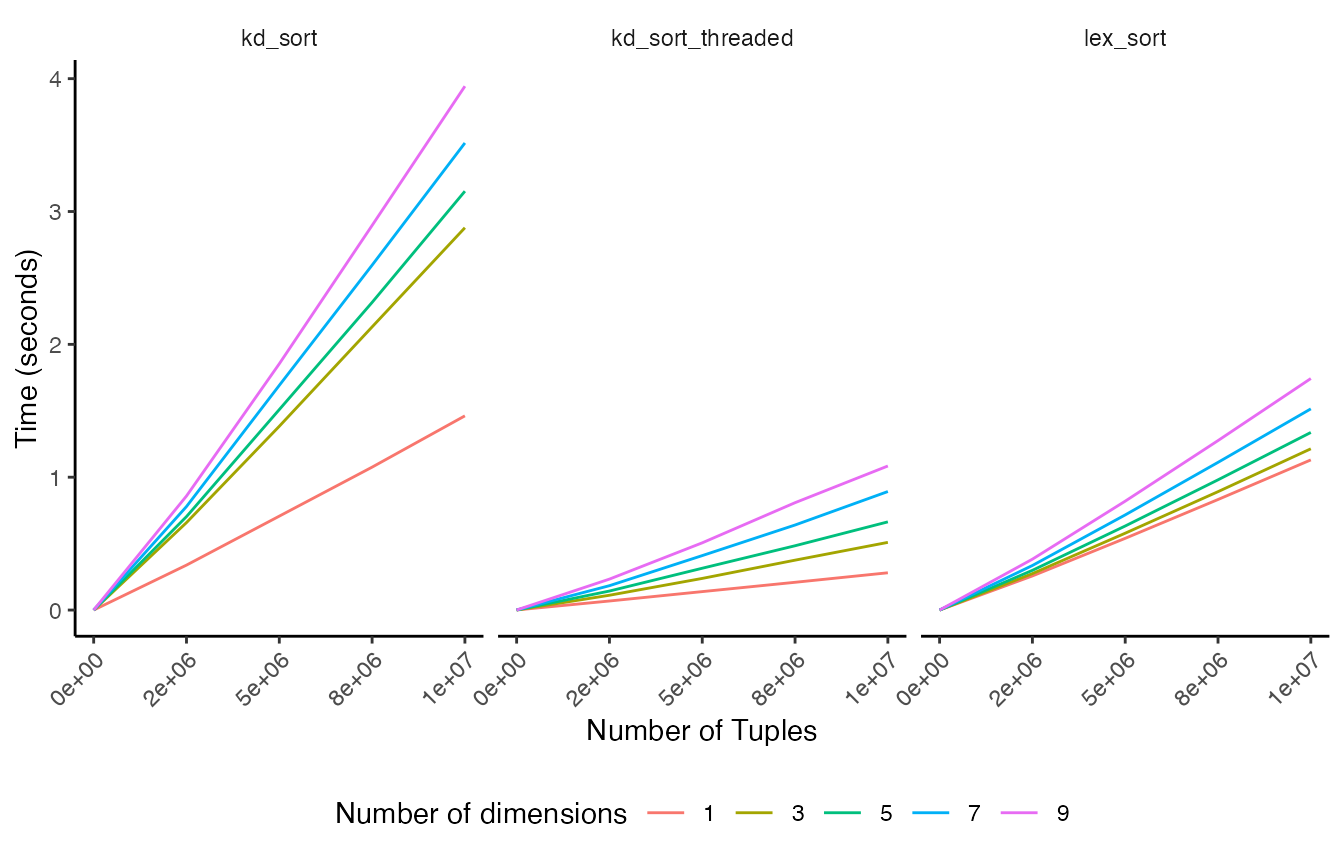 kd_sort kd_sort_threaded lex_sort
4
3
2
1
0
Time (seconds)
0e+00 2e+06 5e+06 8e+06 1e+07 0e+00 2e+06 5e+06 8e+06 1e+07 0e+00 2e+06 5e+06 8e+06 1e+07
Number of Tuples
Number of dimensions 1 3 5 7 9